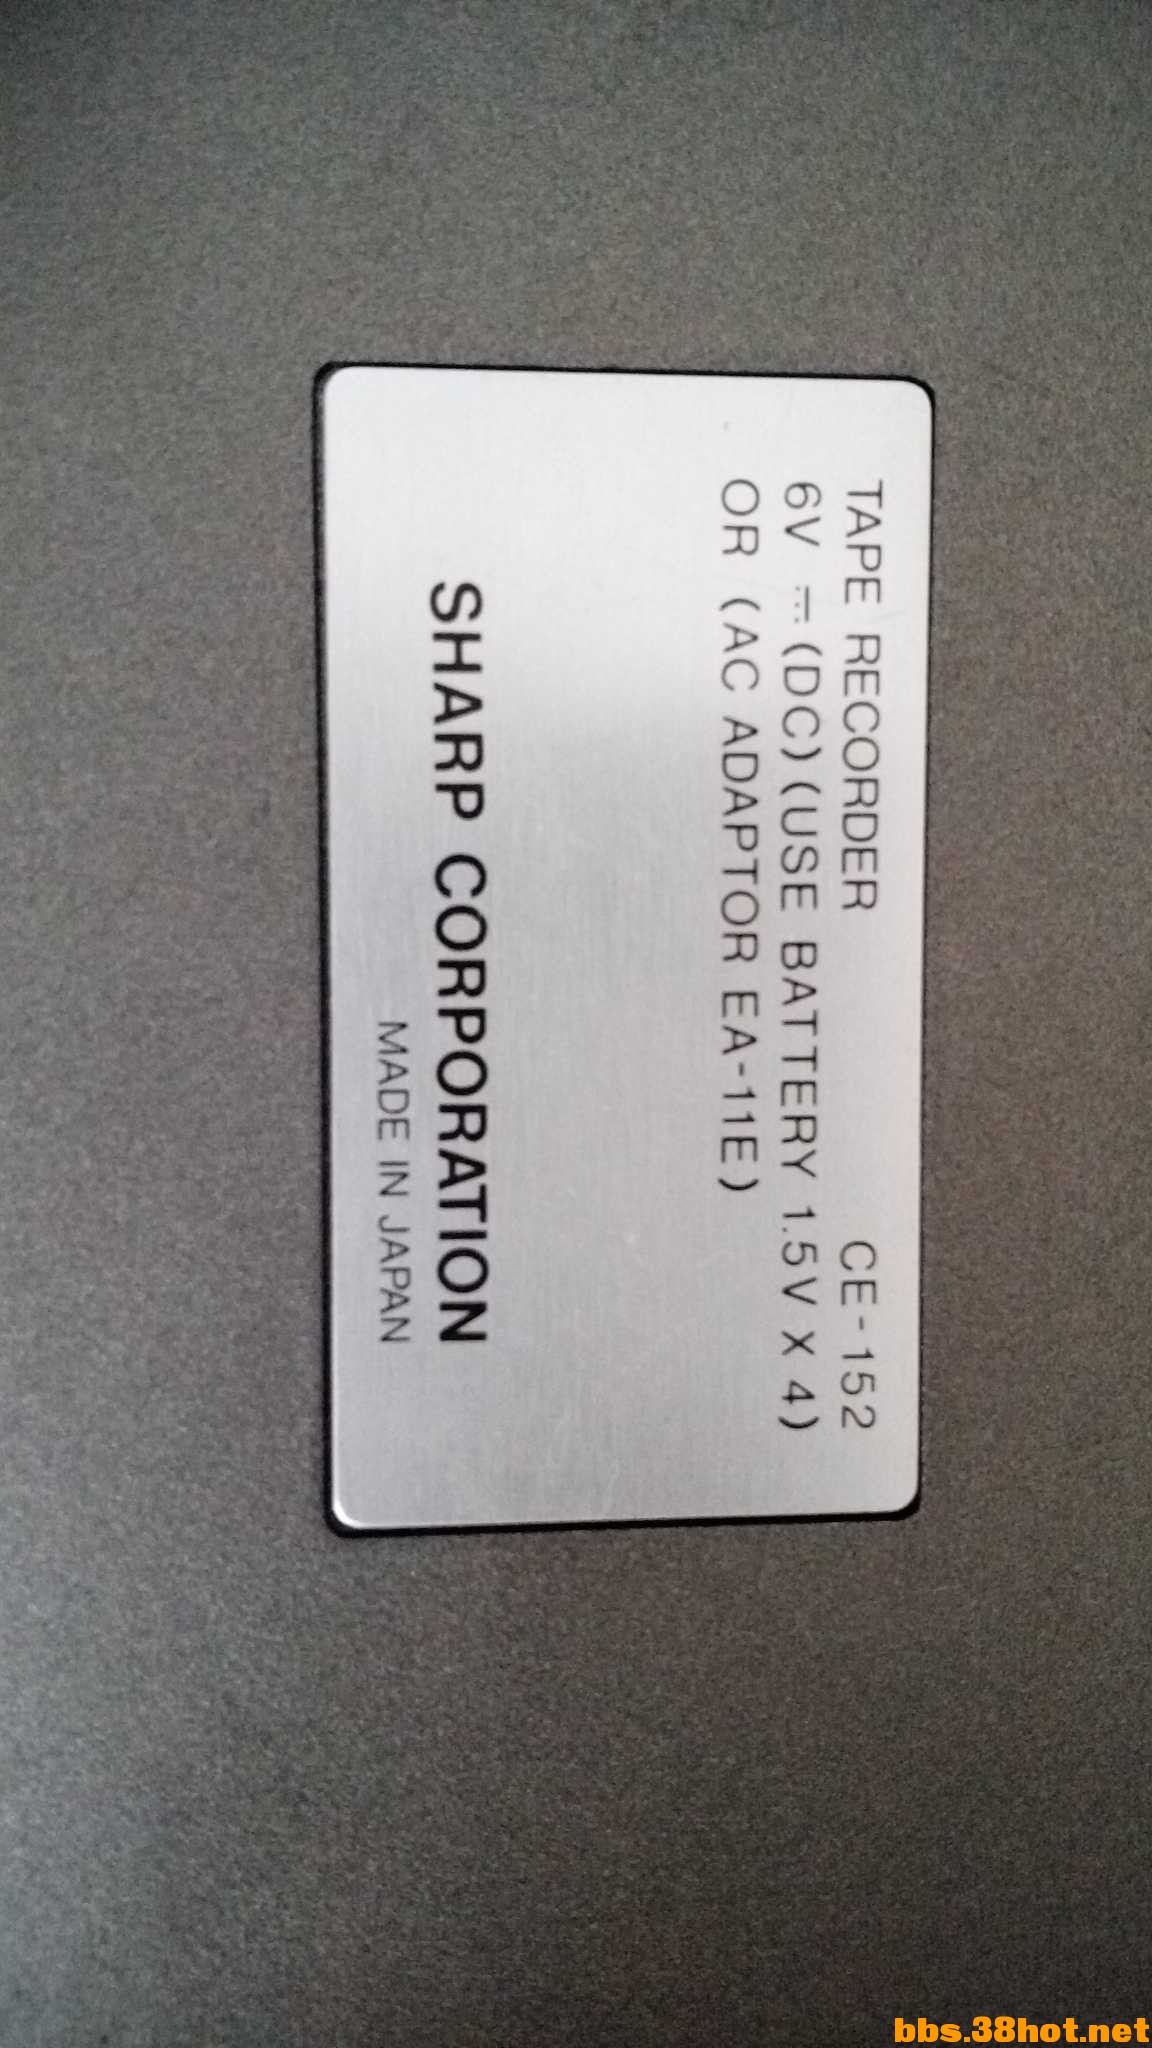 TAPE RECORDER CE-152
6V ⎓ (DC) (USE BATTERY 1.5V X 4)
OR (AC ADAPTOR EA-11E)
SHARP CORPORATION
MADE IN JAPAN
bbs.38hot.net